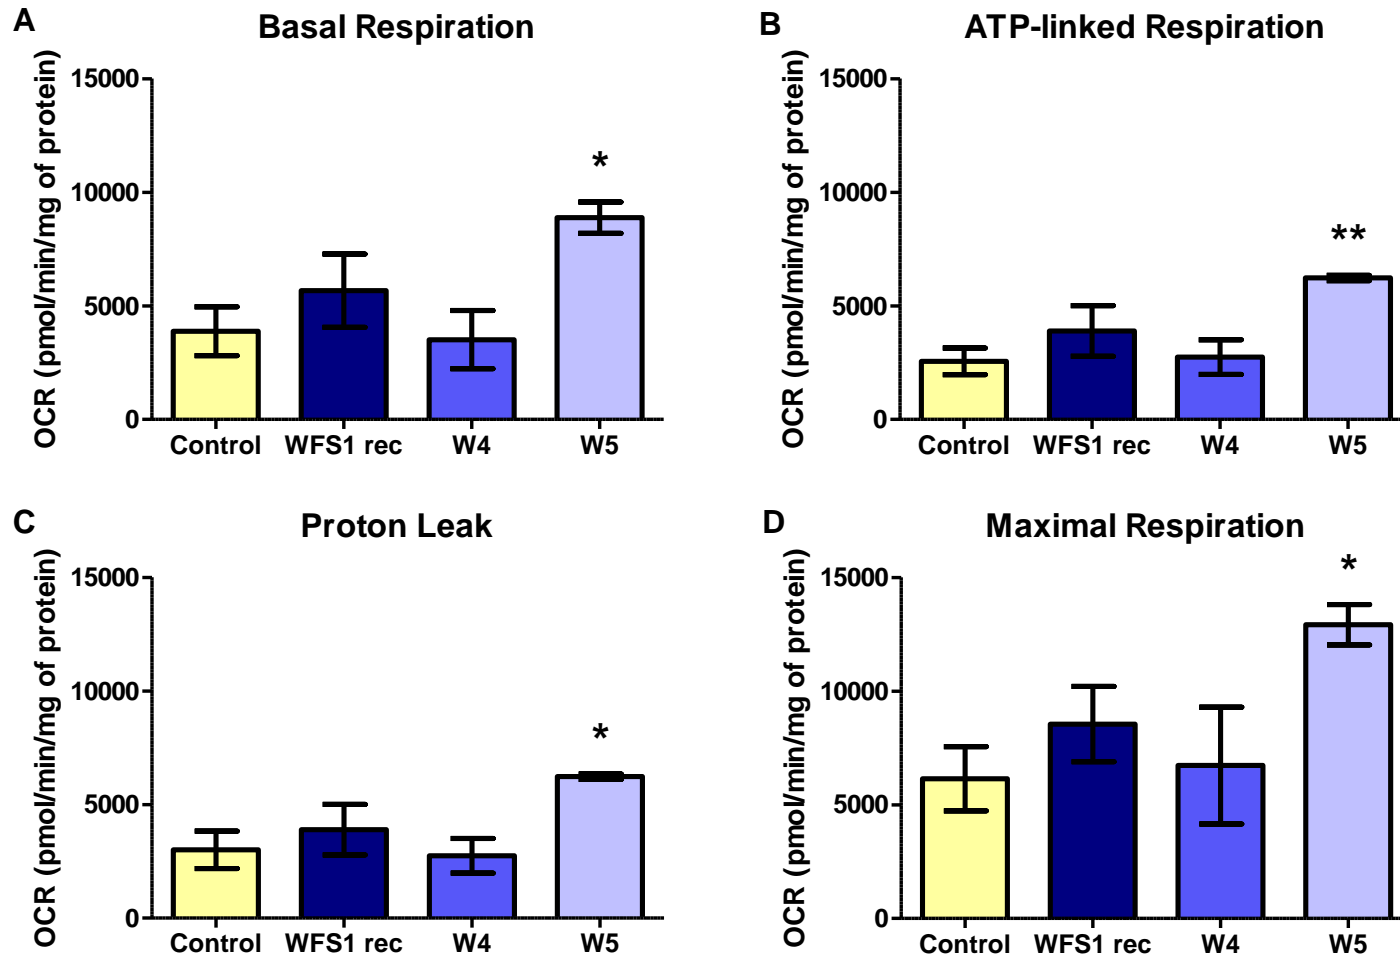 A
Basal Respiration
OCR (pmol/min/mg of protein)
15000
10000
5000
0
*
Control WFS1 rec W4 W5
B
ATP-linked Respiration
OCR (pmol/min/mg of protein)
15000
10000
5000
0
**
Control WFS1 rec W4 W5
C
Proton Leak
OCR (pmol/min/mg of protein)
15000
10000
5000
0
*
Control WFS1 rec W4 W5
D
Maximal Respiration
OCR (pmol/min/mg of protein)
15000
10000
5000
0
*
Control WFS1 rec W4 W5